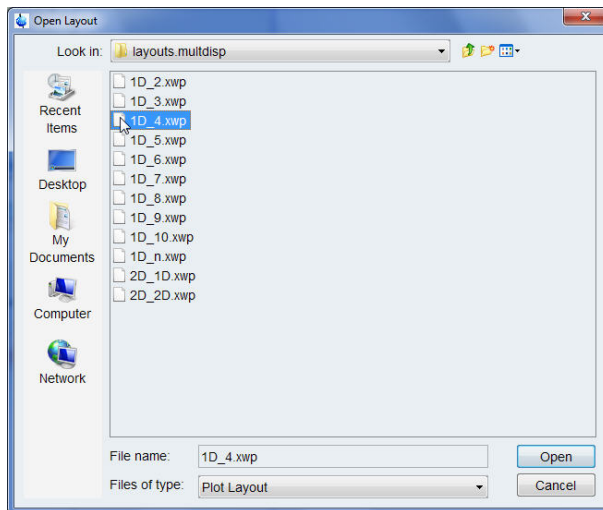 Open Layout
Look in: layouts.multdisp
Recent
Items
Desktop
My
Documents
Computer
Network
1D_2.xwp
1D_3.xwp
1D_4.xwp
1D_5.xwp
1D_6.xwp
1D_7.xwp
1D_8.xwp
1D_9.xwp
1D_10.xwp
1D_n.xwp
2D_1D.xwp
2D_2D.xwp
File name: 1D_4.xwp Open
Files of type: Plot Layout Cancel